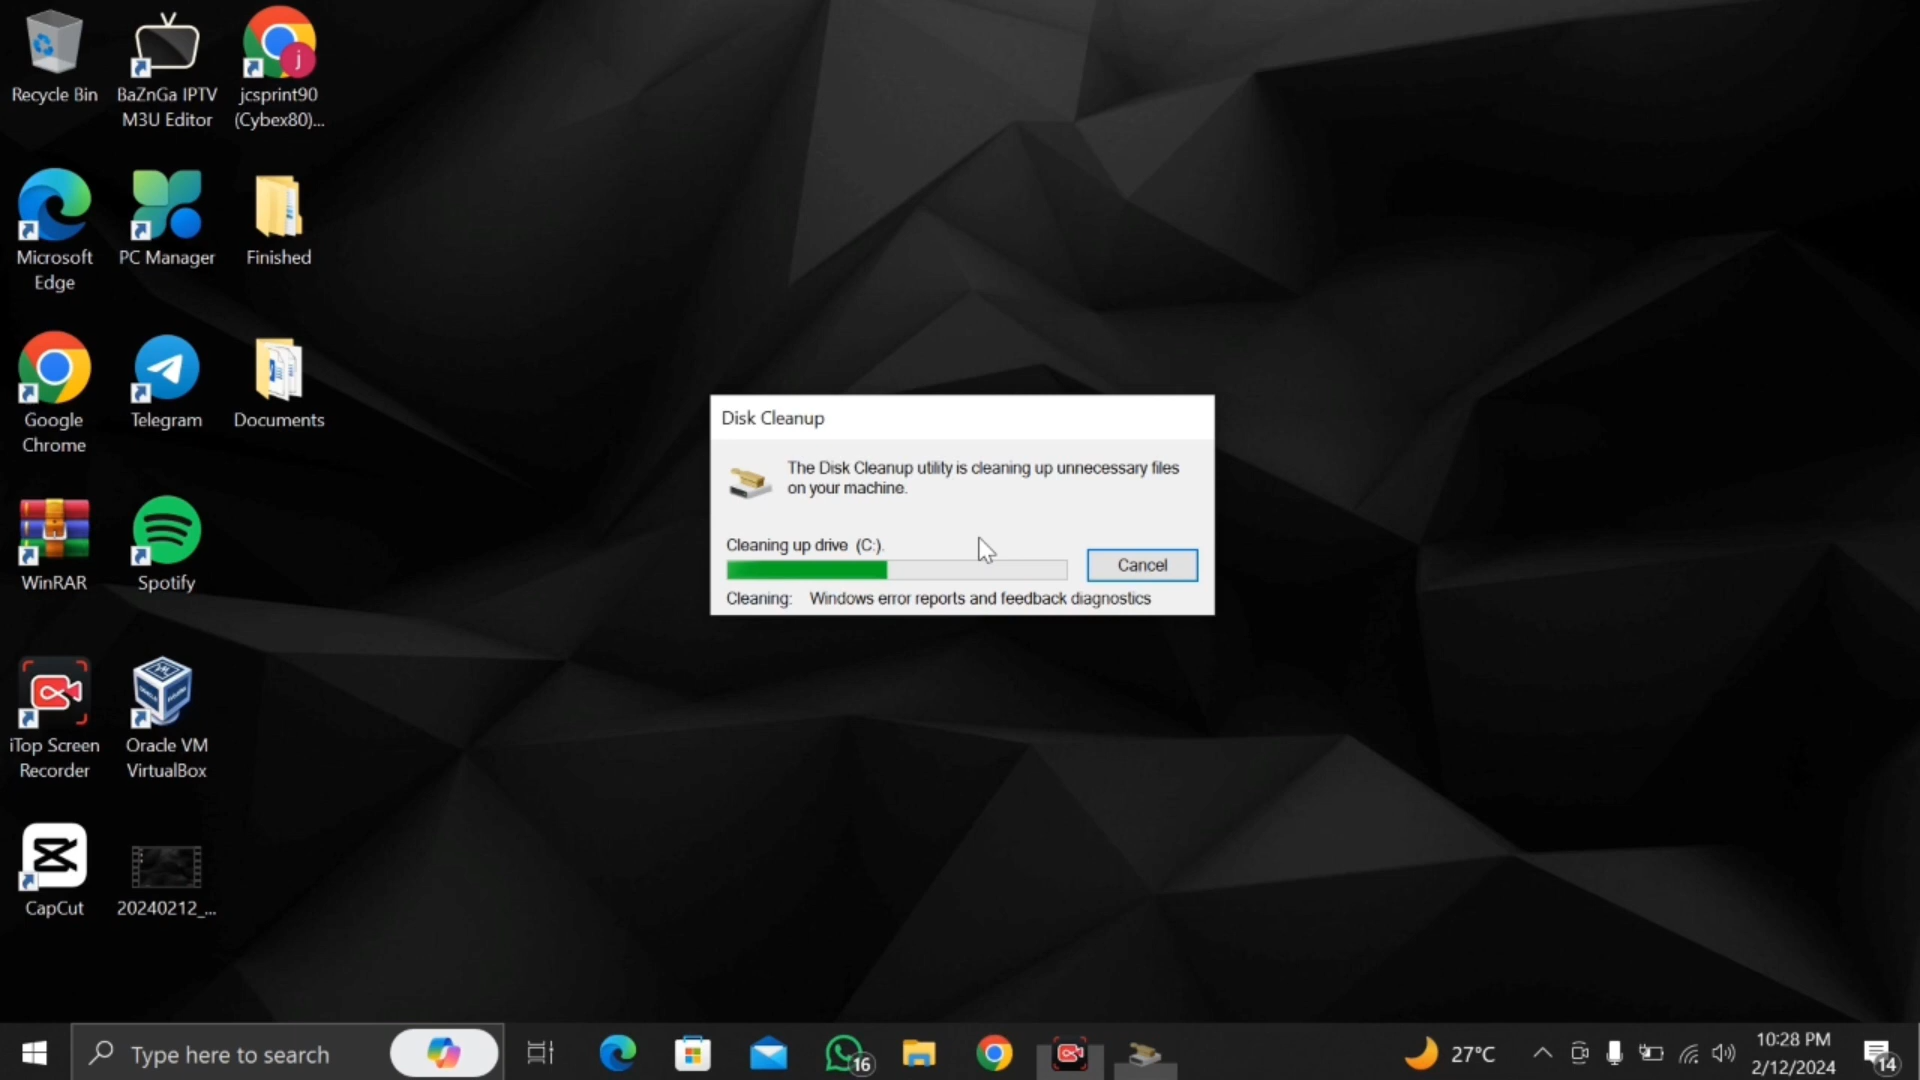 Recycle Bin
BaZnGa IPTV
M3U Editor
jcsprint90
(Cybex80)...
j
Microsoft
Edge
PC Manager
Finished
Google
Chrome
Telegram
Documents
WinRAR
Spotify
iTop Screen
Recorder
Oracle VM
VirtualBox
CapCut
20240212_...
Disk Cleanup
The Disk Cleanup utility is cleaning up unnecessary files
on your machine.
Cleaning up drive (C:).
Cancel
Cleaning: Windows error reports and feedback diagnostics
Type here to search
16
27°C
10:28 PM
2/12/2024
14